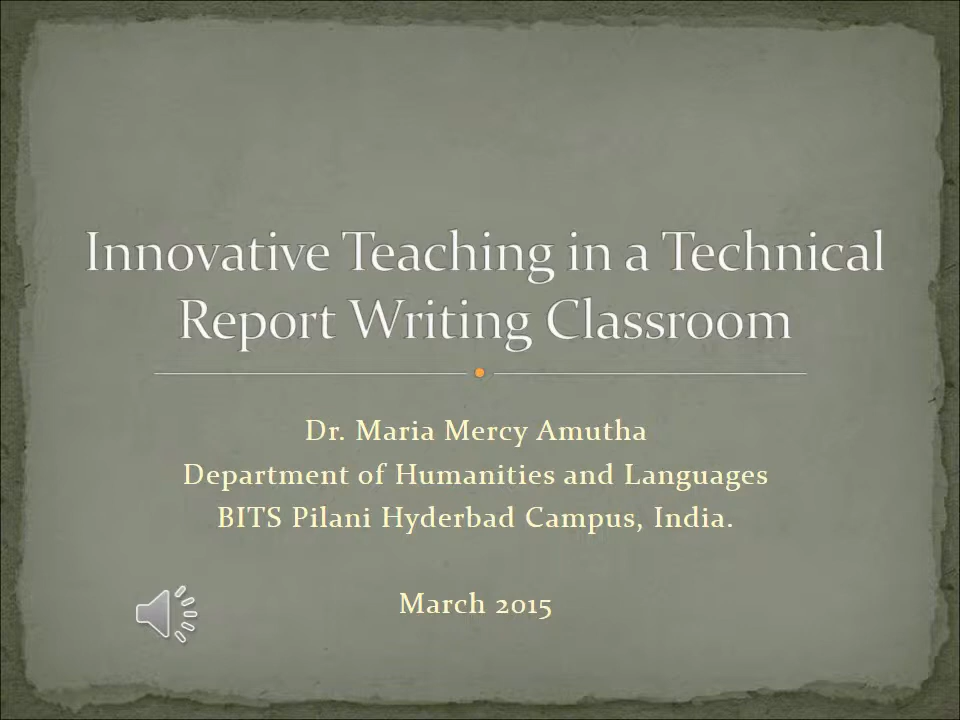 Innovative Teaching in a Technical
Report Writing Classroom
Dr. Maria Mercy Amutha
Department of Humanities and Languages
BITS Pilani Hyderbad Campus, India.
March 2015